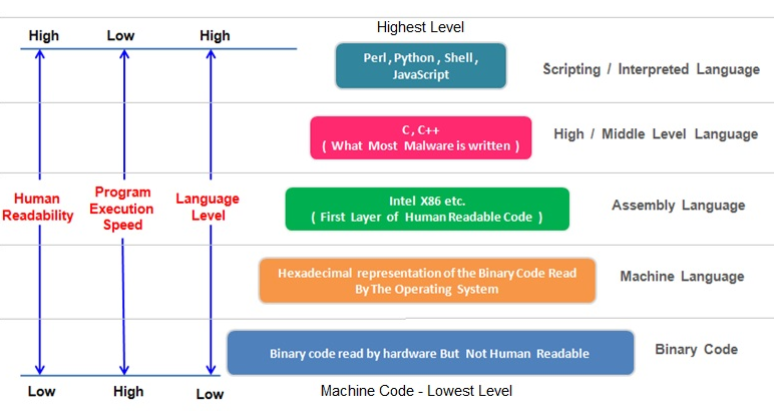 Highest Level
High
Low
High
Perl , Python , Shell ,
JavaScript
Scripting / Interpreted Language
C , C++
( What Most Malware is written )
High / Middle Level Language
Human
Readability
Program
Execution
Speed
Language
Level
Intel X86 etc.
( First Layer of Human Readable Code )
Assembly Language
Hexadecimal representation of the Binary Code Read
By The Operating System
Machine Language
Binary code read by hardware But Not Human Readable
Binary Code
Low
High
Low
Machine Code - Lowest Level